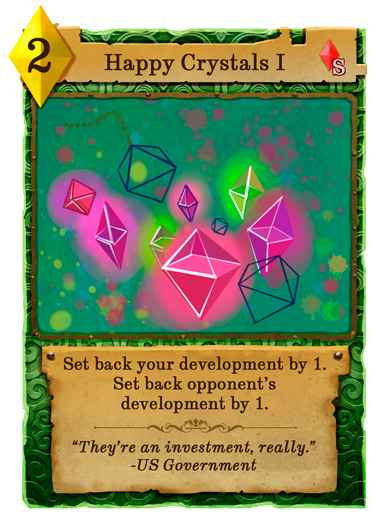 2
Happy Crystals I
S
Set back your development by 1.
Set back opponent's
development by 1.
“They're an investment, really.”
-US Government